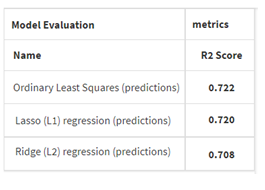 Model Evaluation metrics
Name R2 Score
Ordinary Least Squares (predictions) 0.722
Lasso (L1) regression (predictions) 0.720
Ridge (L2) regression (predictions) 0.708